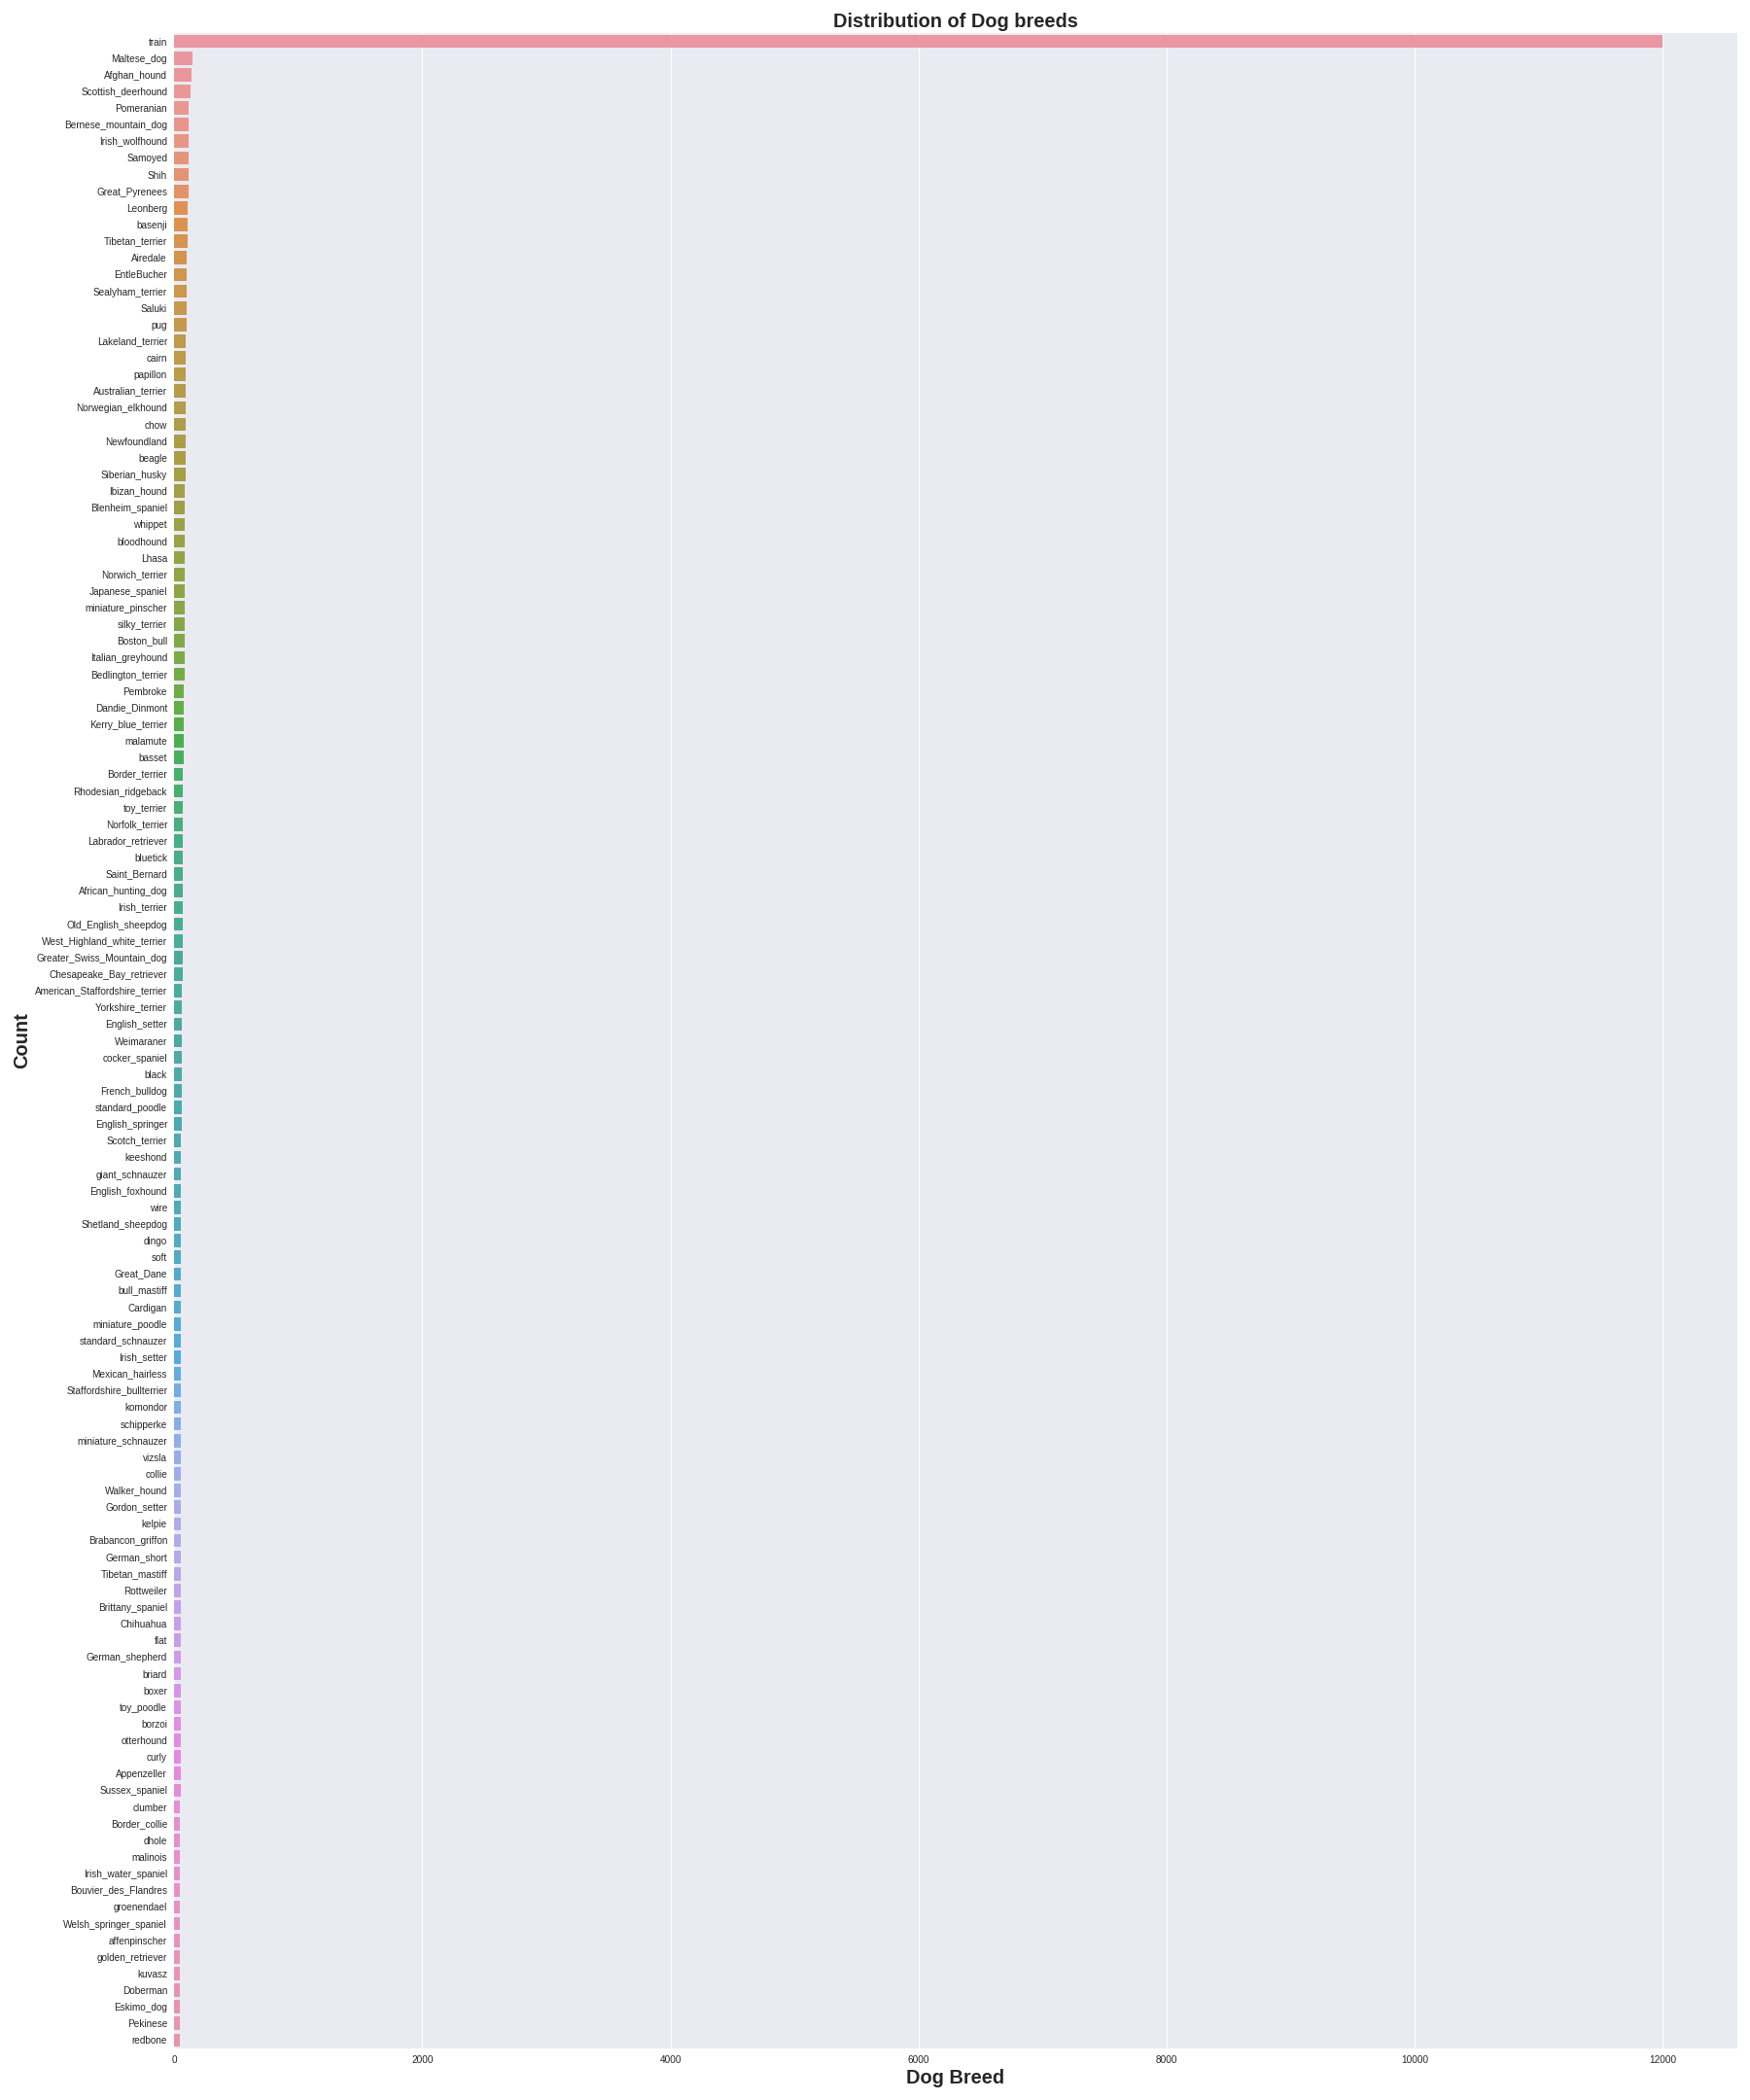 Distribution of Dog breeds
train
Maltese_dog
Afghan_hound
Scottish_deerhound
Pomeranian
Bernese_mountain_dog
Irish_wolfhound
Samoyed
Shih
Great_Pyrenees
Leonberg
basenji
Tibetan_terrier
Airedale
EntleBucher
Sealyham_terrier
Saluki
pug
Lakeland_terrier
cairn
papillon
Australian_terrier
Norwegian_elkhound
chow
Newfoundland
beagle
Siberian_husky
Ibizan_hound
Blenheim_spaniel
whippet
bloodhound
Lhasa
Norwich_terrier
Japanese_spaniel
miniature_pinscher
silky_terrier
Boston_bull
Italian_greyhound
Bedlington_terrier
Pembroke
Dandie_Dinmont
Kerry_blue_terrier
malamute
basset
Border_terrier
Rhodesian_ridgeback
toy_terrier
Norfolk_terrier
Labrador_retriever
bluetick
Saint_Bernard
African_hunting_dog
Irish_terrier
Old_English_sheepdog
West_Highland_white_terrier
Greater_Swiss_Mountain_dog
Chesapeake_Bay_retriever
American_Staffordshire_terrier
Yorkshire_terrier
English_setter
Weimaraner
cocker_spaniel
black
French_bulldog
standard_poodle
English_springer
Scotch_terrier
keeshond
giant_schnauzer
English_foxhound
wire
Shetland_sheepdog
dingo
soft
Great_Dane
bull_mastiff
Cardigan
miniature_poodle
standard_schnauzer
Irish_setter
Mexican_hairless
Staffordshire_bullterrier
komondor
schipperke
miniature_schnauzer
vizsla
collie
Walker_hound
Gordon_setter
kelpie
Brabancon_griffon
German_short
Tibetan_mastiff
Rottweiler
Brittany_spaniel
Chihuahua
flat
German_shepherd
briard
boxer
toy_poodle
borzoi
otterhound
curly
Appenzeller
Sussex_spaniel
clumber
Border_collie
dhole
malinois
Irish_water_spaniel
Bouvier_des_Flandres
groenendael
Welsh_springer_spaniel
affenpinscher
golden_retriever
kuvasz
Doberman
Eskimo_dog
Pekinese
redbone
Count
0 2000 4000 6000 8000 10000 12000
Dog Breed